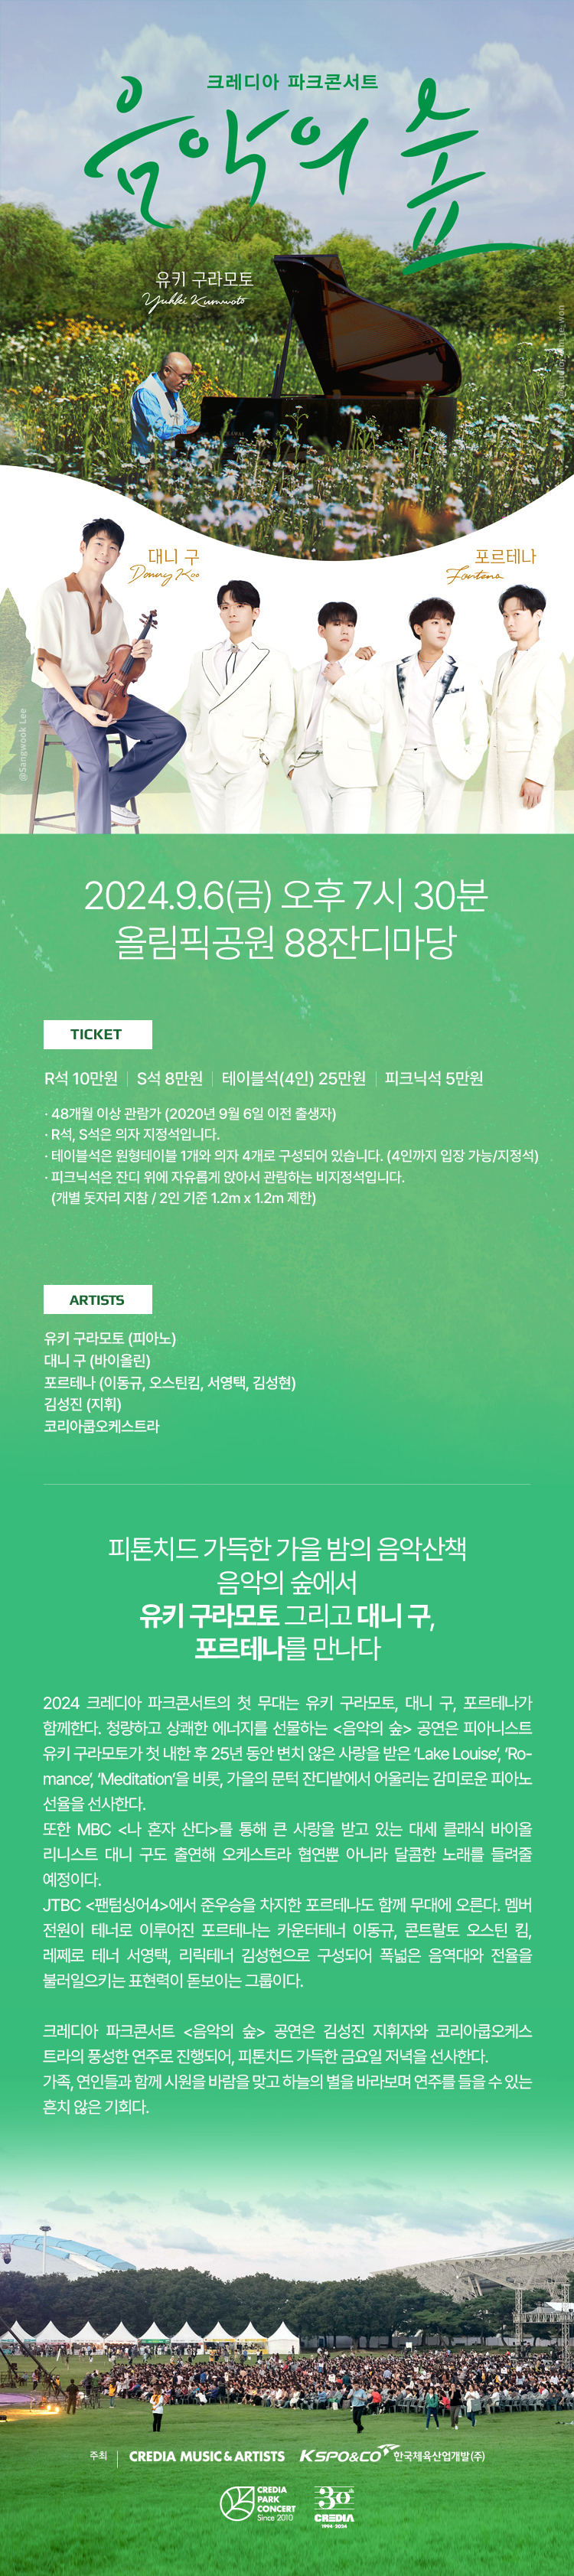 크레디아 파크콘서트
음악의 숲
유키 구라모토
Yuhki Kuramoto
대니 구
Danny Koo
포르테나
Fortena
@Sangwook Lee
2024.9.6(금) 오후 7시 30분
올림픽공원 88잔디마당
TICKET
R석 10만원 | S석 8만원 | 테이블석(4인) 25만원 | 피크닉석 5만원
· 48개월 이상 관람가 (2020년 9월 6일 이전 출생자)
· R석, S석은 의자 지정석입니다.
· 테이블석은 원형테이블 1개와 의자 4개로 구성되어 있습니다. (4인까지 입장 가능/지정석)
· 피크닉석은 잔디 위에 자유롭게 앉아서 관람하는 비지정석입니다.
(개별 돗자리 지참 / 2인 기준 1.2m x 1.2m 제한)
ARTISTS
유키 구라모토 (피아노)
대니 구 (바이올린)
포르테나 (이동규, 오스틴킴, 서영택, 김성현)
김성진 (지휘)
코리아쿱오케스트라
피톤치드 가득한 가을 밤의 음악산책
음악의 숲에서
유키 구라모토 그리고 대니 구,
포르테나를 만나다
2024 크레디아 파크콘서트의 첫 무대는 유키 구라모토, 대니 구, 포르테나가
함께한다. 청량하고 상쾌한 에너지를 선물하는 <음악의 숲> 공연은 피아니스트
유키 구라모토가 첫 내한 후 25년 동안 변치 않은 사랑을 받은 ‘Lake Louise’, ‘Ro-
mance’, ‘Meditation’을 비롯, 가을의 문턱 잔디밭에서 어울리는 감미로운 피아노
선율을 선사한다.
또한 MBC <나 혼자 산다>를 통해 큰 사랑을 받고 있는 대세 클래식 바이올
리니스트 대니 구도 출연해 오케스트라 협연뿐 아니라 달콤한 노래를 들려줄
예정이다.
JTBC <팬텀싱어4>에서 준우승을 차지한 포르테나도 함께 무대에 오른다. 멤버
전원이 테너로 이루어진 포르테나는 카운터테너 이동규, 콘트랄토 오스틴 킴,
레쩨로 테너 서영택, 리릭테너 김성현으로 구성되어 폭넓은 음역대와 전율을
불러일으키는 표현력이 돋보이는 그룹이다.
크레디아 파크콘서트 <음악의 숲> 공연은 김성진 지휘자와 코리아쿱오케스
트라의 풍성한 연주로 진행되어, 피톤치드 가득한 금요일 저녁을 선사한다.
가족, 연인들과 함께 시원을 바람을 맞고 하늘의 별을 바라보며 연주를 들을 수 있는
흔치 않은 기회다.
주최 | CREDIA MUSIC & ARTISTS KSPO&CO 한국체육산업개발(주)
CREDIA
PARK
CONCERT
Since 2010
30th
CREDIA
1994-2024